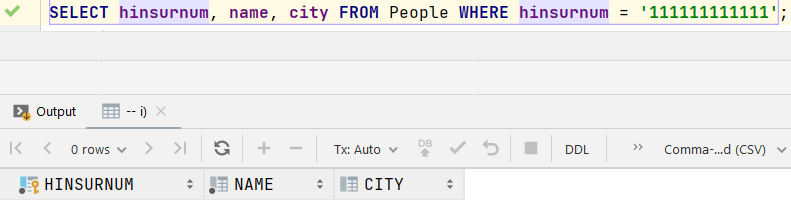 SELECT hinsurnum, name, city FROM People WHERE hinsurnum = '111111111111';
Output
-- i)
0 rows
Tx: Auto
DB
DDL
Comma-...d (CSV)
HINSURNUM
NAME
CITY